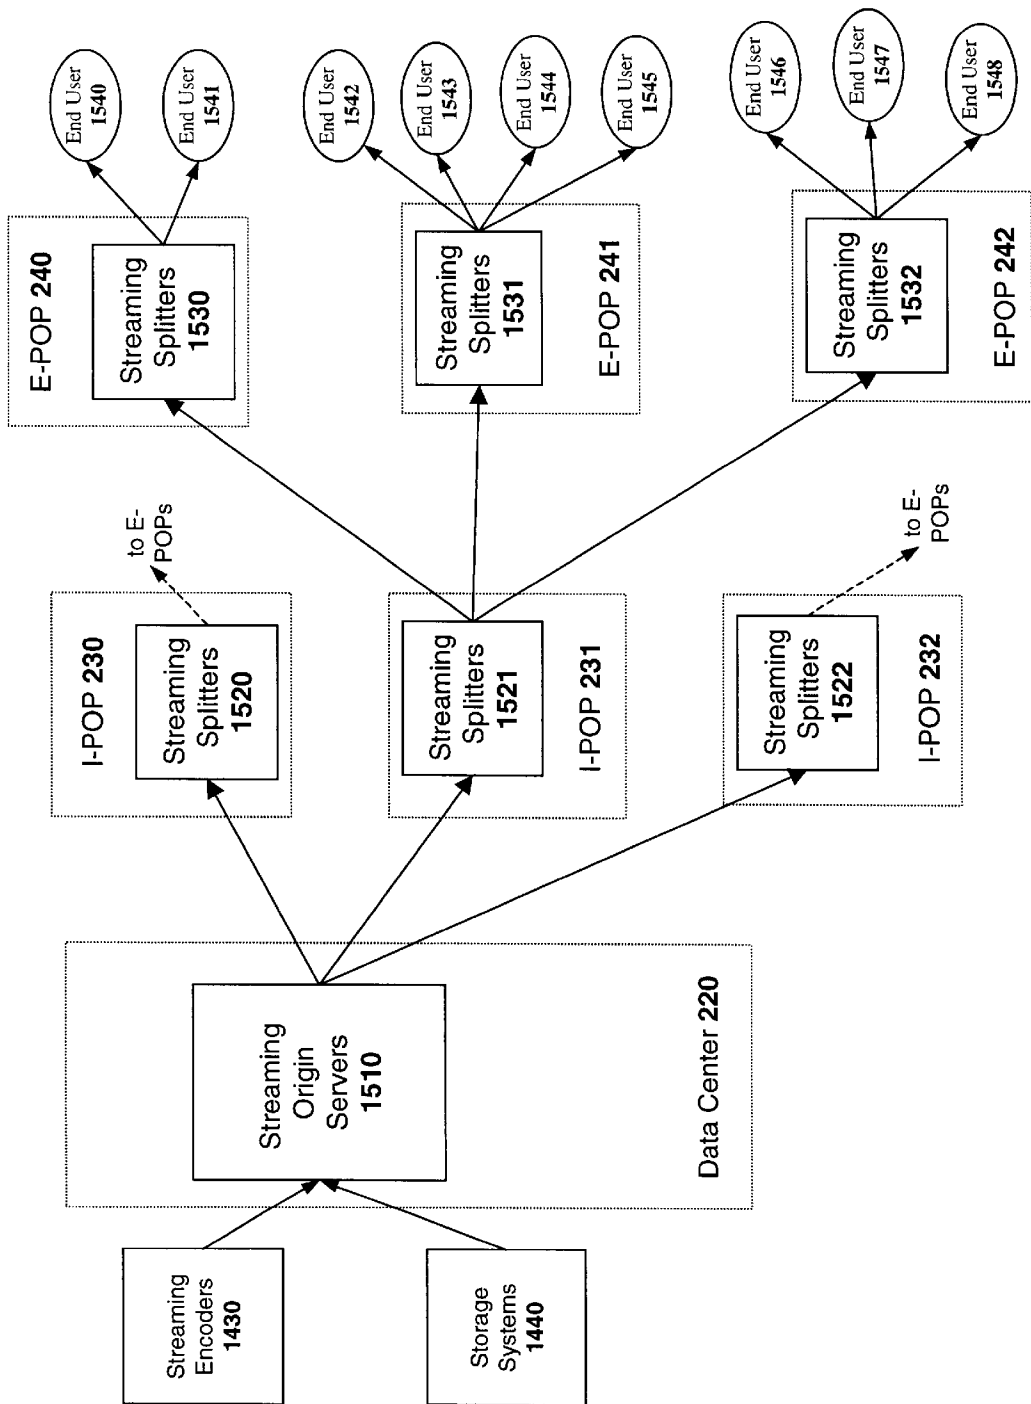 Streaming
Encoders
1430
Storage
Systems
1440
Streaming
Origin
Servers
1510
Data Center 220
I-POP 230
Streaming
Splitters
1520
to E-
POPs
Streaming
Splitters
1521
I-POP 231
Streaming
Splitters
1522
I-POP 232
to E-
POPs
E-POP 240
Streaming
Splitters
1530
Streaming
Splitters
1531
E-POP 241
Streaming
Splitters
1532
E-POP 242
End User
1540
End User
1541
End User
1542
End User
1543
End User
1544
End User
1545
End User
1546
End User
1547
End User
1548